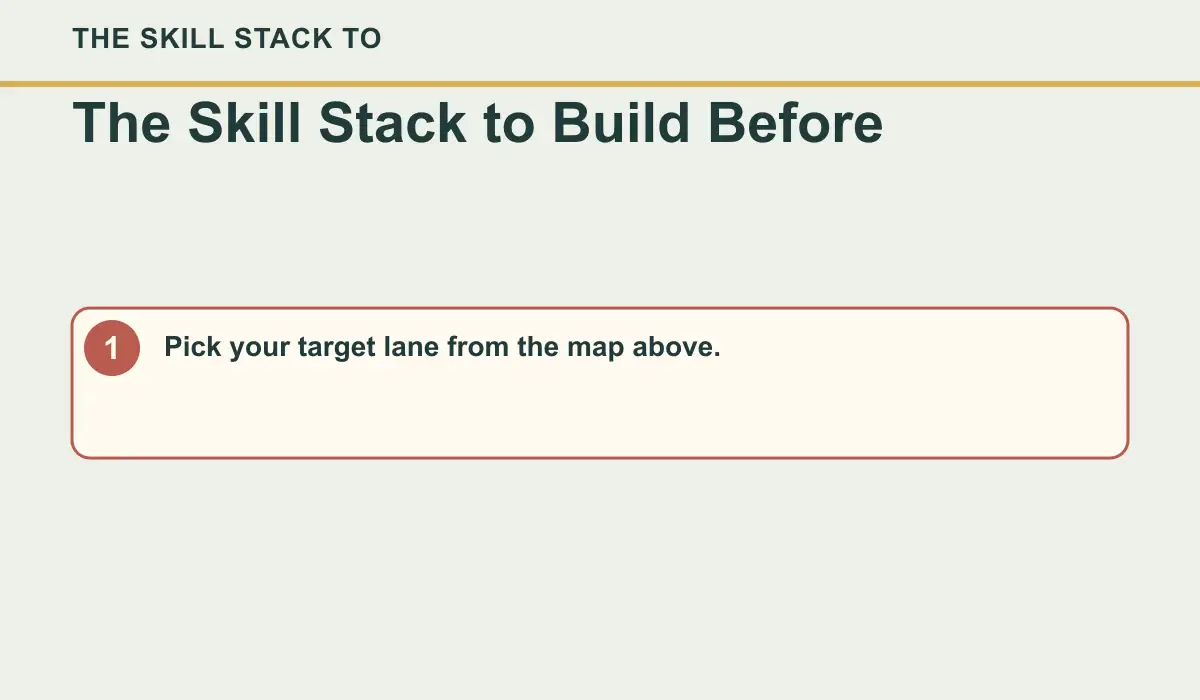 THE SKILL STACK TO
The Skill Stack to Build Before
1 Pick your target lane from the map above.